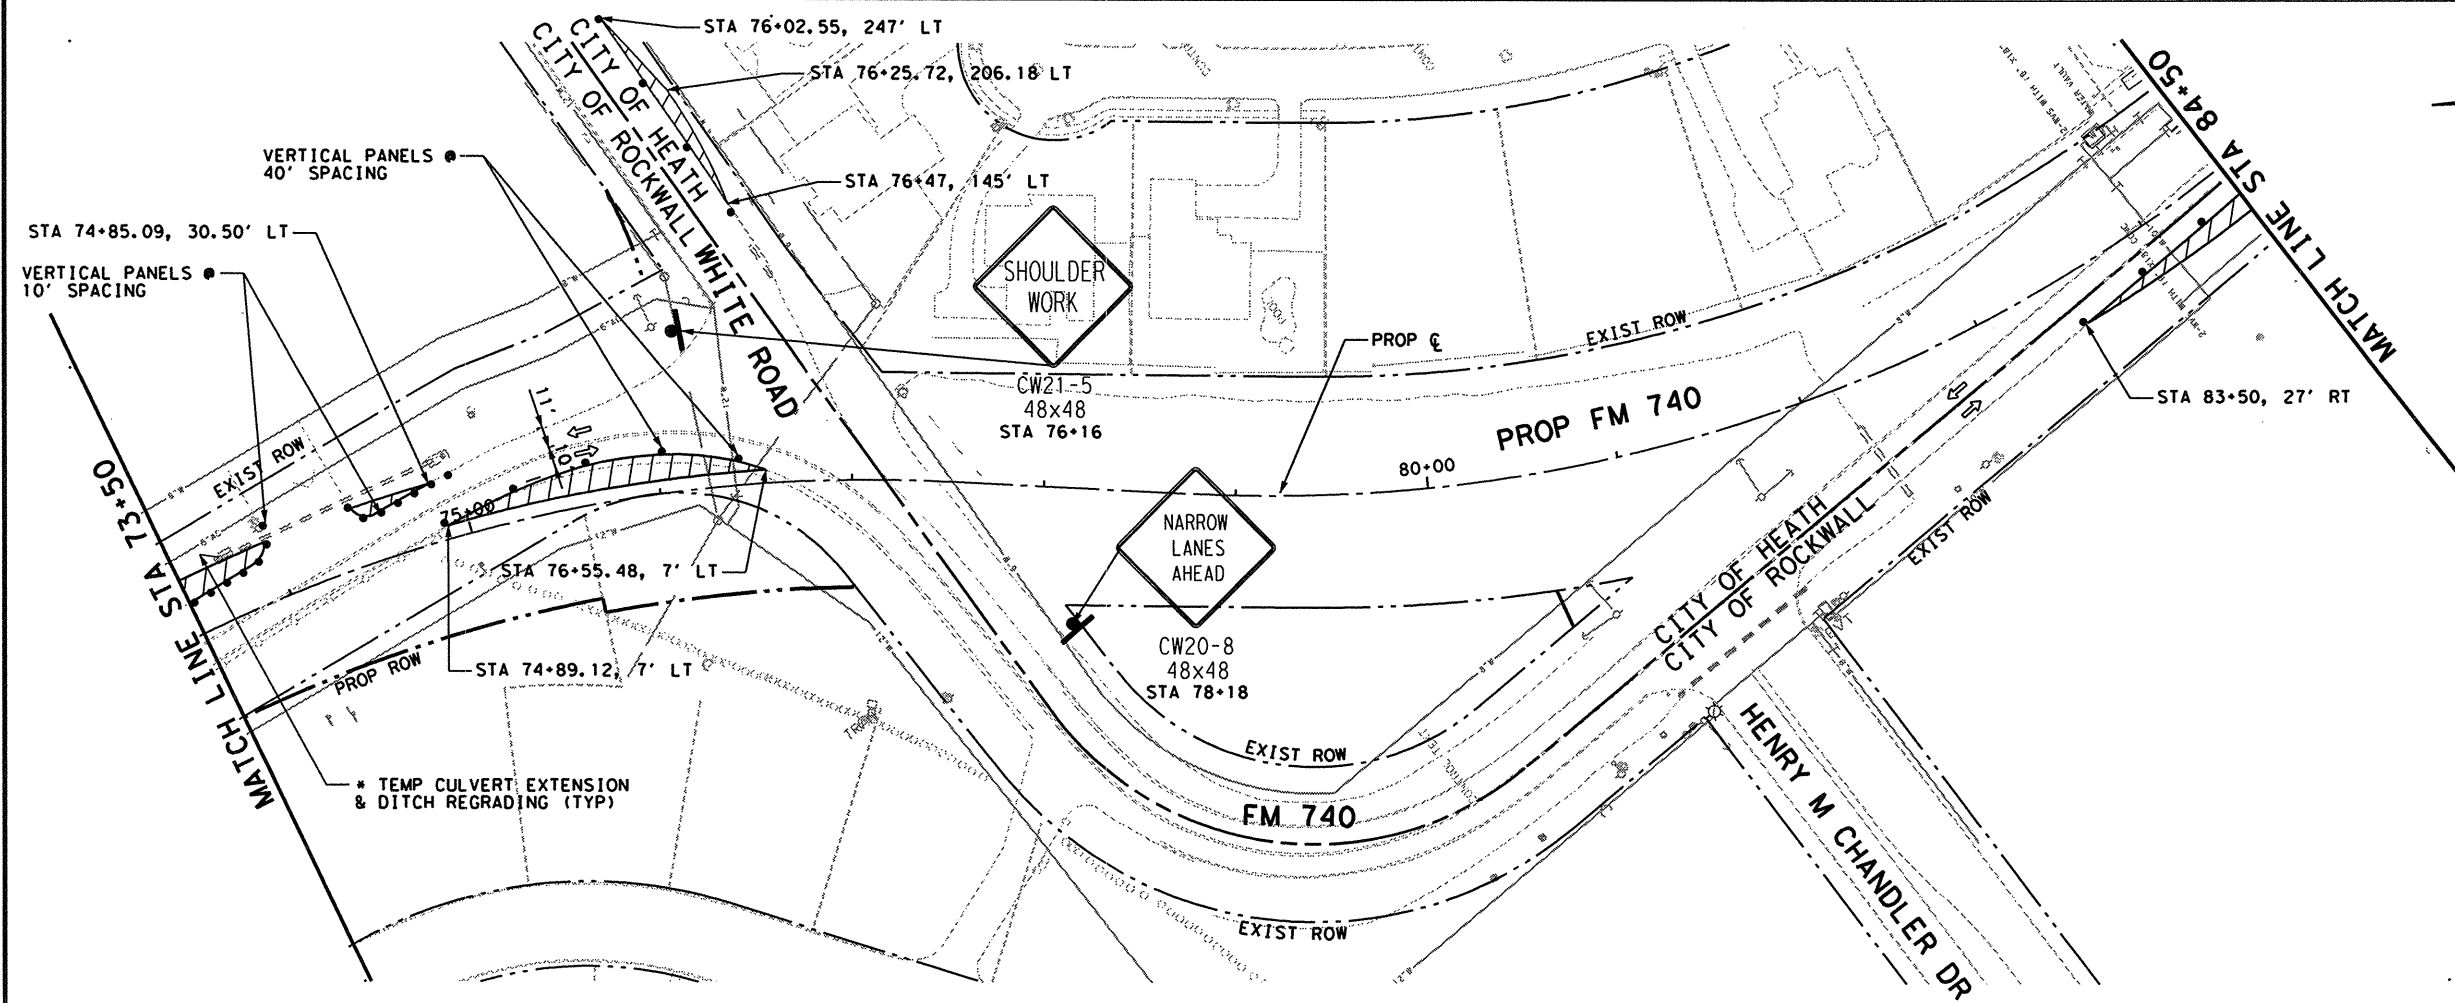 STA 76+02.55, 247' LT
STA 76+25.72, 206.18 LT
CITY OF HEATH
CITY OF ROCKWALL
VERTICAL PANELS @
40' SPACING
STA 76+47, 145' LT
STA 74+85.09, 30.50' LT
VERTICAL PANELS @
10' SPACING
WHITE ROAD
SHOULDER
WORK
CW21-5
48x48
STA 76+16
PROP ℄
EXIST ROW
PROP FM 740
80+00
MATCH LINE STA 84+50
STA 83+50, 27' RT
EXIST ROW
11'
75+00
MATCH LINE STA 73+50
STA 76+55.48, 7' LT
NARROW
LANES
AHEAD
CW20-8
48x48
STA 78+18
PROP ROW
STA 74+89.12, 7' LT
CITY OF HEATH
CITY OF ROCKWALL
EXIST ROW
* TEMP CULVERT EXTENSION
& DITCH REGRADING (TYP)
EXIST ROW
FM 740
EXIST ROW
HENRY M CHANDLER DR
POOL